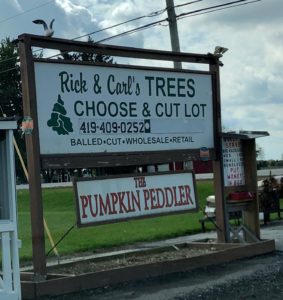 Rick & Carl's TREES
CHOOSE & CUT LOT
419-409-0252
BALLED•CUT•WHOLESALE•RETAIL
THE
PUMPKIN PEDDLER